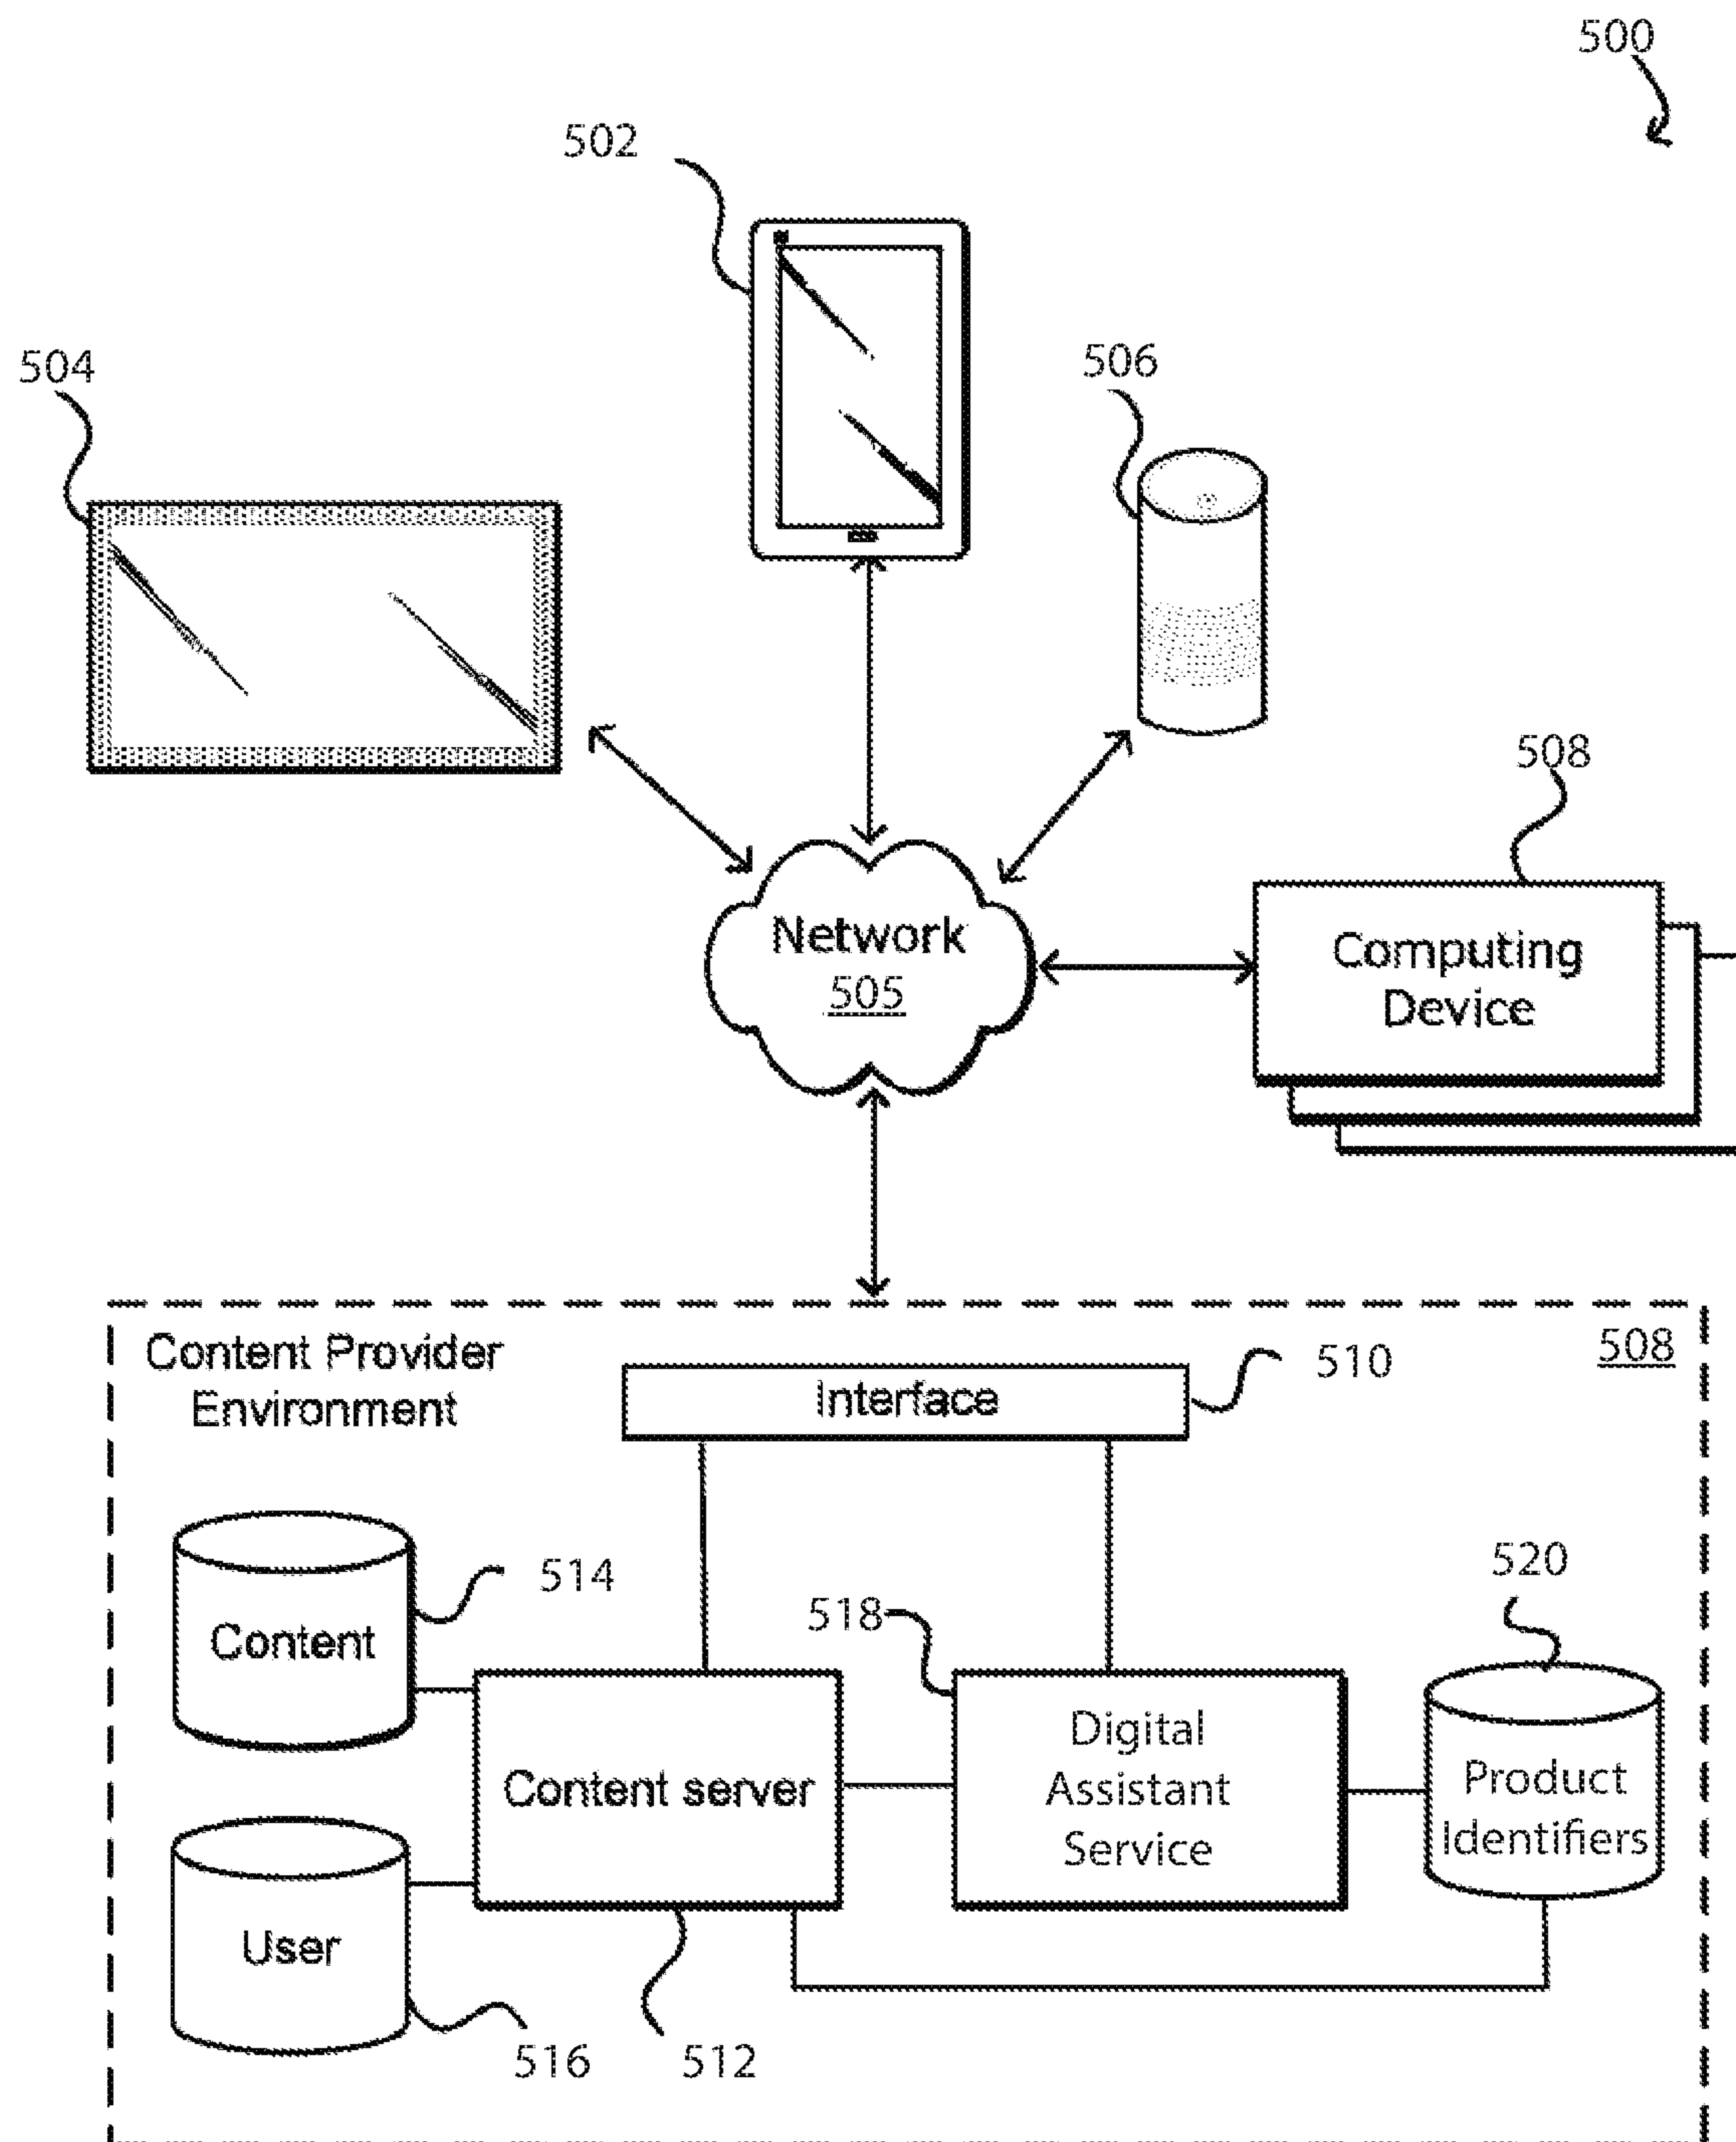 500
502
504
506
508
Network
505
Computing
Device
Content Provider
Environment
508
510
Interface
514
520
Content
518
Digital
Assistant
Service
Content server
Product
Identifiers
User
516
512